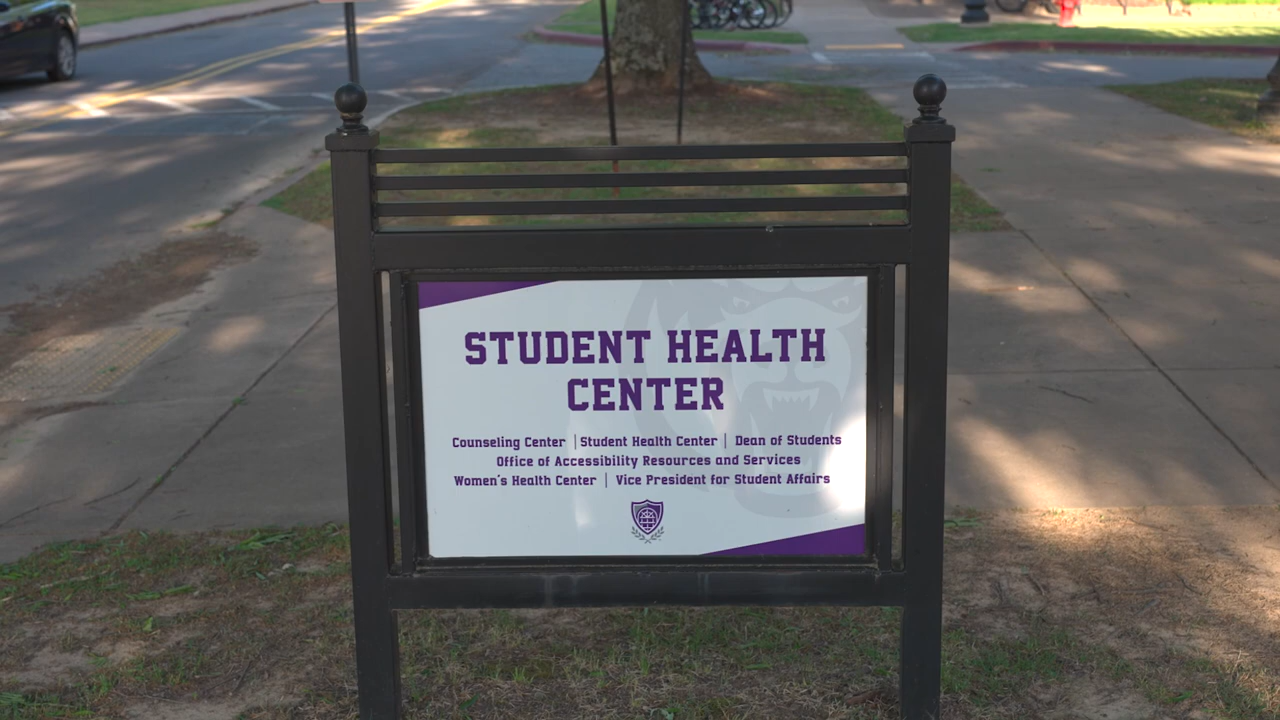 STUDENT HEALTH
CENTER
Counseling Center | Student Health Center | Dean of Students
Office of Accessibility Resources and Services
Women's Health Center | Vice President for Student Affairs